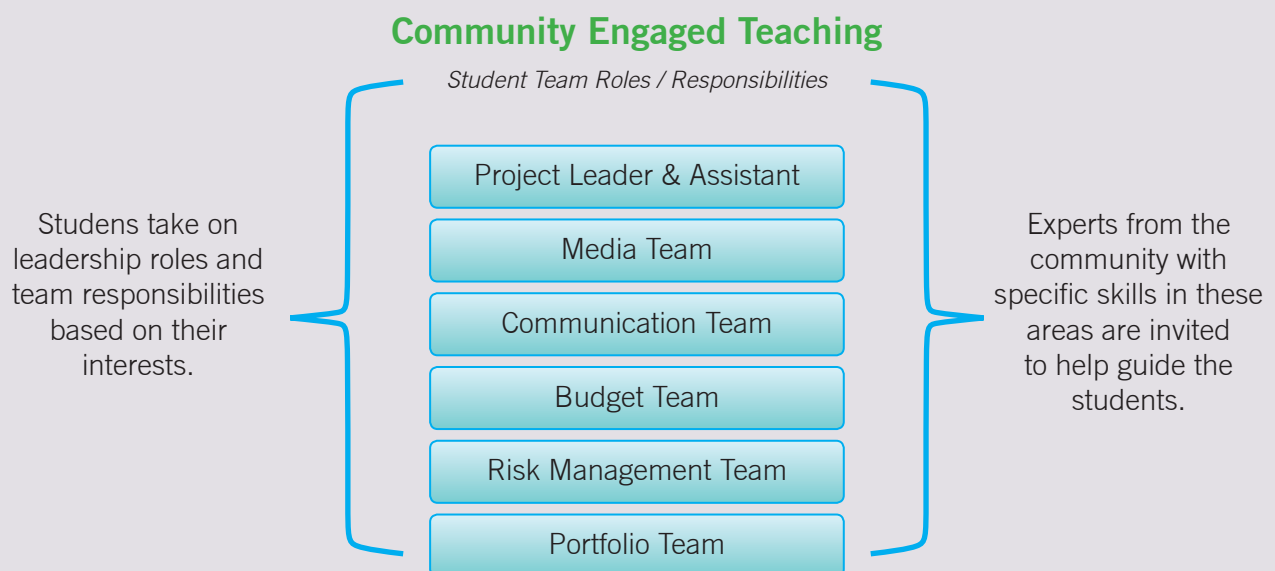 Community Engaged Teaching
Student Team Roles / Responsibilities
Studens take on
leadership roles and
team responsibilities
based on their
interests.
Project Leader & Assistant
Media Team
Communication Team
Budget Team
Risk Management Team
Portfolio Team
Experts from the
community with
specific skills in these
areas are invited
to help guide the
students.